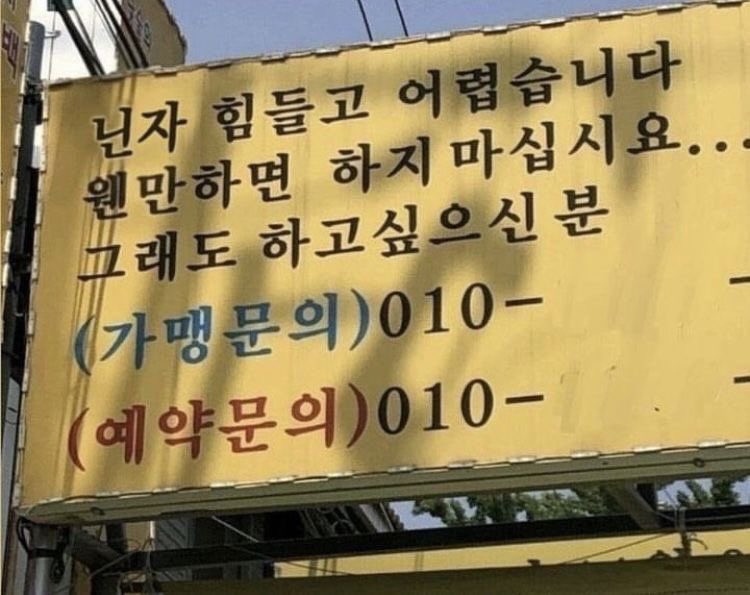 닌자 힘들고 어렵습니다
웬만하면 하지마십시요...
그래도 하고싶으신분
(가맹문의)010-  -
(예약문의)010-  -